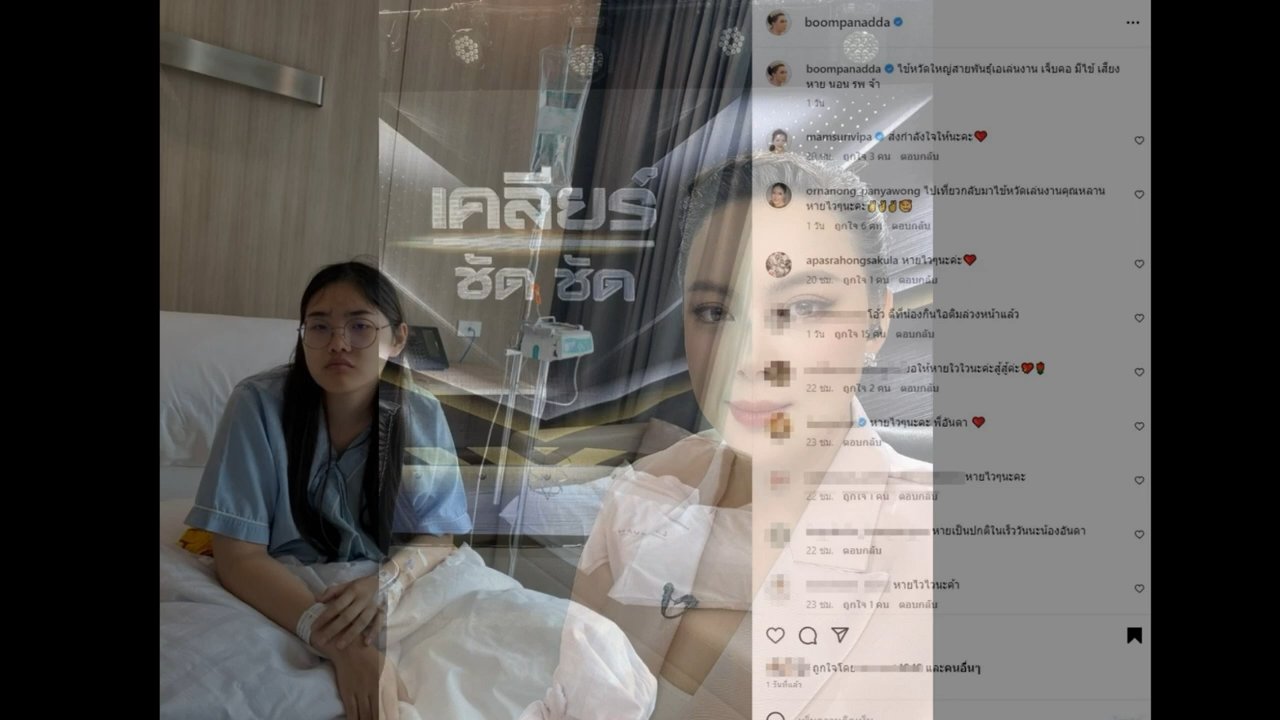 boompanadda
boompanadda ไข้หวัดใหญ่สายพันธุ์เอเล่นงาน เจ็บคอ มีไข้ เสียง
หาย นอน รพ จ้า
1 วัน
mamsunvipa ส่งกำลังใจให้นะคะ❤️
ถูกใจ 3 คน ตอบกลับ
ornanong_panyawong ไปเที่ยวกลับมาไข้หวัดเล่นงานคุณหลาน
หายไวๆนะคะ
1 วัน ถูกใจ 6 คน ตอบกลับ
apasrahongsakula หายไวๆนะคะ❤️
20 ชม. ถูกใจ 1 คน ตอบกลับ
โอ๋ว ดีที่น้องกินไอติมล่วงหน้าแล้ว
1 วัน ถูกใจ 15 คน ตอบกลับ
ขอให้หายไวไวนะค่ะสู้สู้ค่ะ❤️🌹
22 ชม. ถูกใจ 2 คน ตอบกลับ
หายไวๆนะคะ พี่อันดา ❤️
23 ชม. ตอบกลับ
หายไวๆนะคะ
22 ชม. ถูกใจ 1 คน ตอบกลับ
หายเป็นปกติในเร็ววันนะน้องอันดา
22 ชม. ตอบกลับ
หายไวไวนะค้า
23 ชม. ถูกใจ 1 คน ตอบกลับ
ถูกใจโดย และคนอื่นๆ
1 วันที่แล้ว
เคลียร์
ชัด ชัด